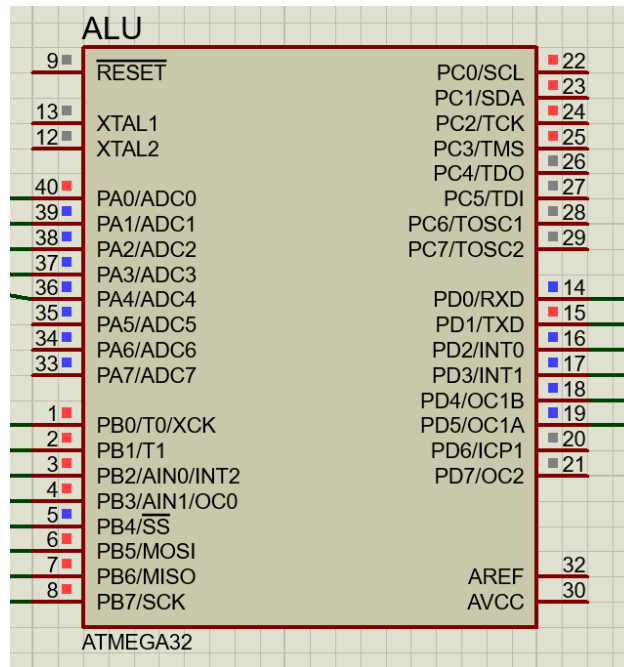 ALU
9 RESET
13 XTAL1
12 XTAL2
40 PA0/ADC0
39 PA1/ADC1
38 PA2/ADC2
37 PA3/ADC3
36 PA4/ADC4
35 PA5/ADC5
34 PA6/ADC6
33 PA7/ADC7
1 PB0/T0/XCK
2 PB1/T1
3 PB2/AIN0/INT2
4 PB3/AIN1/OC0
5 PB4/SS
6 PB5/MOSI
7 PB6/MISO
8 PB7/SCK
PC0/SCL 22
PC1/SDA 23
PC2/TCK 24
PC3/TMS 25
PC4/TDO 26
PC5/TDI 27
PC6/TOSC1 28
PC7/TOSC2 29
PD0/RXD 14
PD1/TXD 15
PD2/INT0 16
PD3/INT1 17
PD4/OC1B 18
PD5/OC1A 19
PD6/ICP1 20
PD7/OC2 21
AREF 32
AVCC 30
ATMEGA32